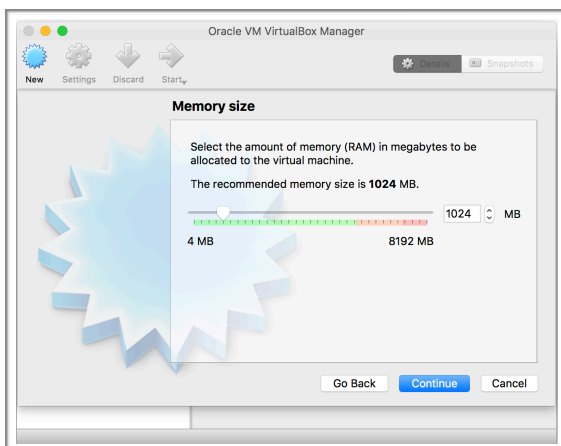 Oracle VM VirtualBox Manager
New Settings Discard Start
Details Snapshots
Memory size
Select the amount of memory (RAM) in megabytes to be
allocated to the virtual machine.
The recommended memory size is 1024 MB.
1024 MB
4 MB 8192 MB
Go Back Continue Cancel